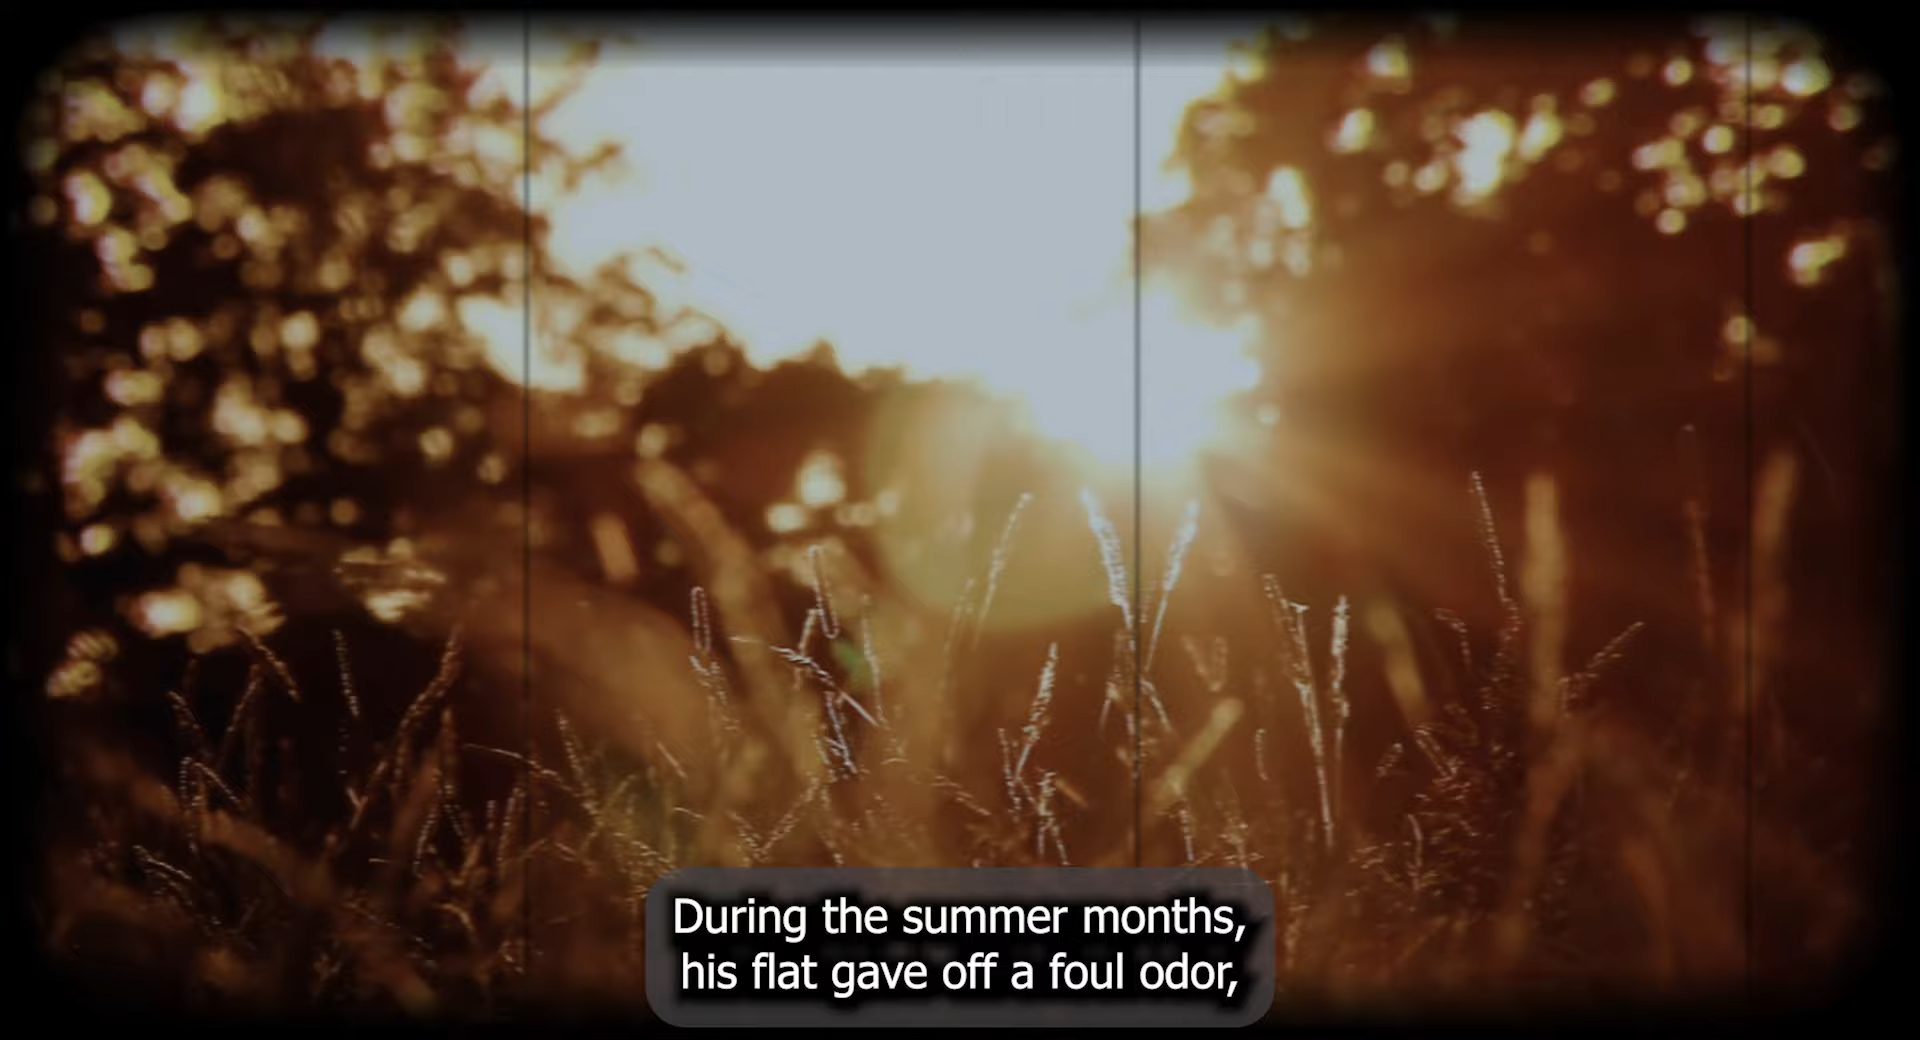 During the summer months,
his flat gave off a foul odor,